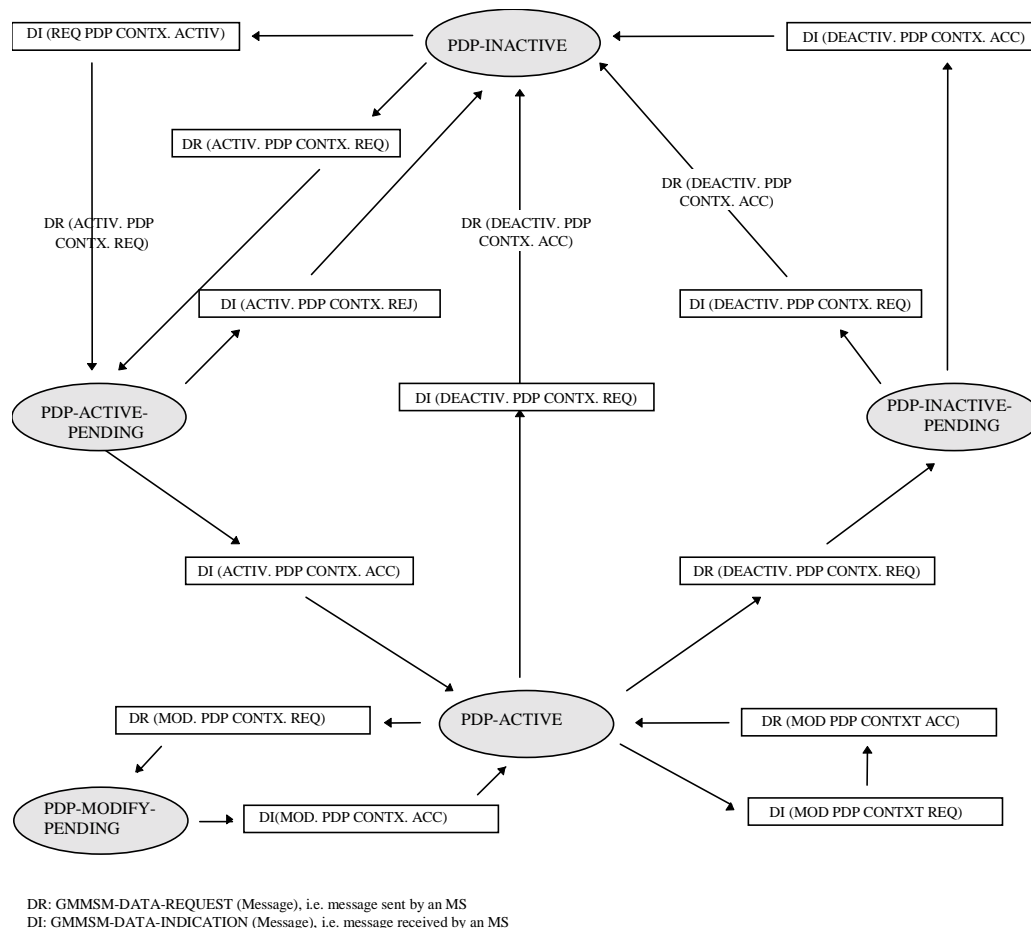 DI (REQ PDP CONTX. ACTIV)
PDP-INACTIVE
DI (DEACTIV. PDP CONTX. ACC)
DR (ACTIV. PDP CONTX. REQ)
DR (DEACTIV. PDP
CONTX. ACC)
DR (ACTIV. PDP
CONTX. REQ)
DR (DEACTIV. PDP
CONTX. ACC)
DI (ACTIV. PDP CONTX. REJ)
DI (DEACTIV. PDP CONTX. REQ)
PDP-ACTIVE-
PENDING
DI (DEACTIV. PDP CONTX. REQ)
PDP-INACTIVE-
PENDING
DI (ACTIV. PDP CONTX. ACC)
DR (DEACTIV. PDP CONTX. REQ)
DR (MOD. PDP CONTX. REQ)
PDP-ACTIVE
DR (MOD PDP CONTXT ACC)
PDP-MODIFY-
PENDING
DI(MOD. PDP CONTX. ACC)
DI (MOD PDP CONTXT REQ)
DR: GMMSM-DATA-REQUEST (Message), i.e. message sent by an MS
DI: GMMSM-DATA-INDICATION (Message), i.e. message received by an MS